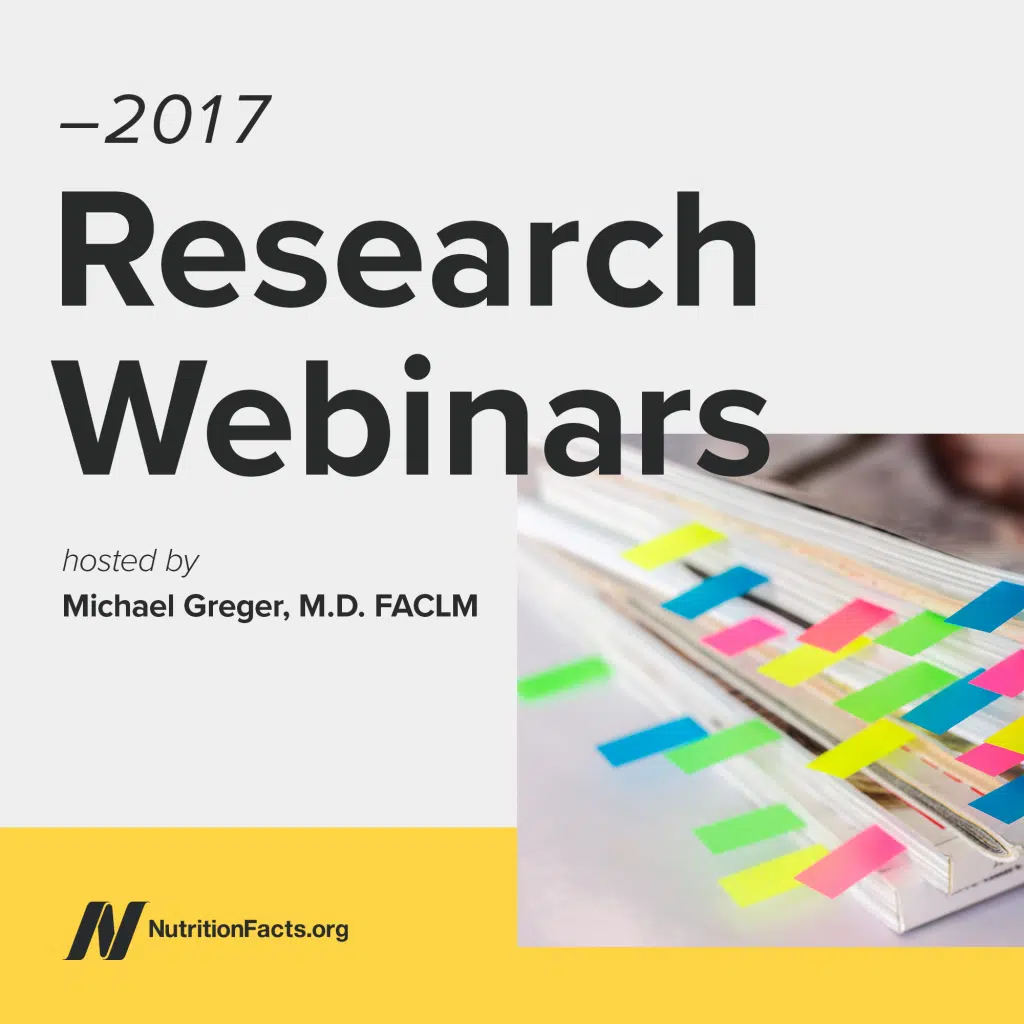 –2017
Research
Webinars
hosted by
Michael Greger, M.D. FACLM
NutritionFacts.org